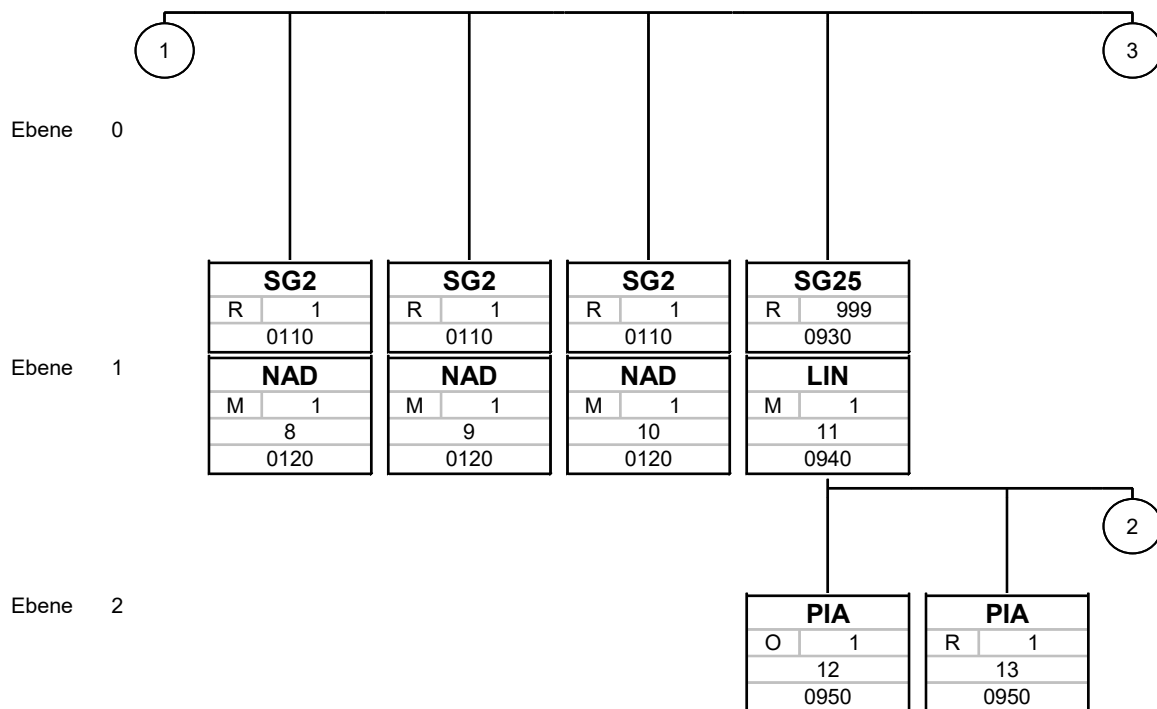 1 3
Ebene 0
SG2 SG2 SG2 SG25
R 1 R 1 R 1 R 999
0110 0110 0110 0930
Ebene 1
NAD NAD NAD LIN
M 1 M 1 M 1 M 1
8 9 10 11
0120 0120 0120 0940
2
Ebene 2
PIA PIA
O 1 R 1
12 13
0950 0950